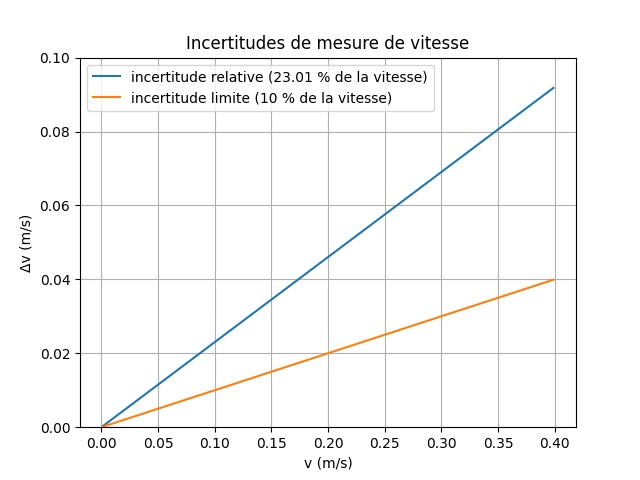 Incertitudes de mesure de vitesse
incertitude relative (23.01 % de la vitesse)
incertitude limite (10 % de la vitesse)
Δv (m/s)
0.10
0.08
0.06
0.04
0.02
0.00
0.00 0.05 0.10 0.15 0.20 0.25 0.30 0.35 0.40
v (m/s)